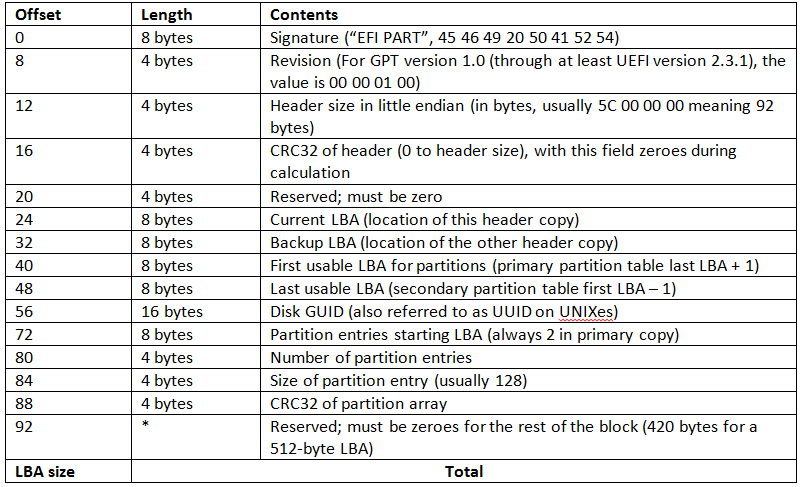 Offset Length Contents
0 8 bytes Signature (“EFI PART”, 45 46 49 20 50 41 52 54)
8 4 bytes Revision (For GPT version 1.0 (through at least UEFI version 2.3.1), the
value is 00 00 01 00)
12 4 bytes Header size in little endian (in bytes, usually 5C 00 00 00 meaning 92
bytes)
16 4 bytes CRC32 of header (0 to header size), with this field zeroes during
calculation
20 4 bytes Reserved; must be zero
24 8 bytes Current LBA (location of this header copy)
32 8 bytes Backup LBA (location of the other header copy)
40 8 bytes First usable LBA for partitions (primary partition table last LBA + 1)
48 8 bytes Last usable LBA (secondary partition table first LBA – 1)
56 16 bytes Disk GUID (also referred to as UUID on UNIXes)
72 8 bytes Partition entries starting LBA (always 2 in primary copy)
80 4 bytes Number of partition entries
84 4 bytes Size of partition entry (usually 128)
88 4 bytes CRC32 of partition array
92 * Reserved; must be zeroes for the rest of the block (420 bytes for a
512-byte LBA)
LBA size Total